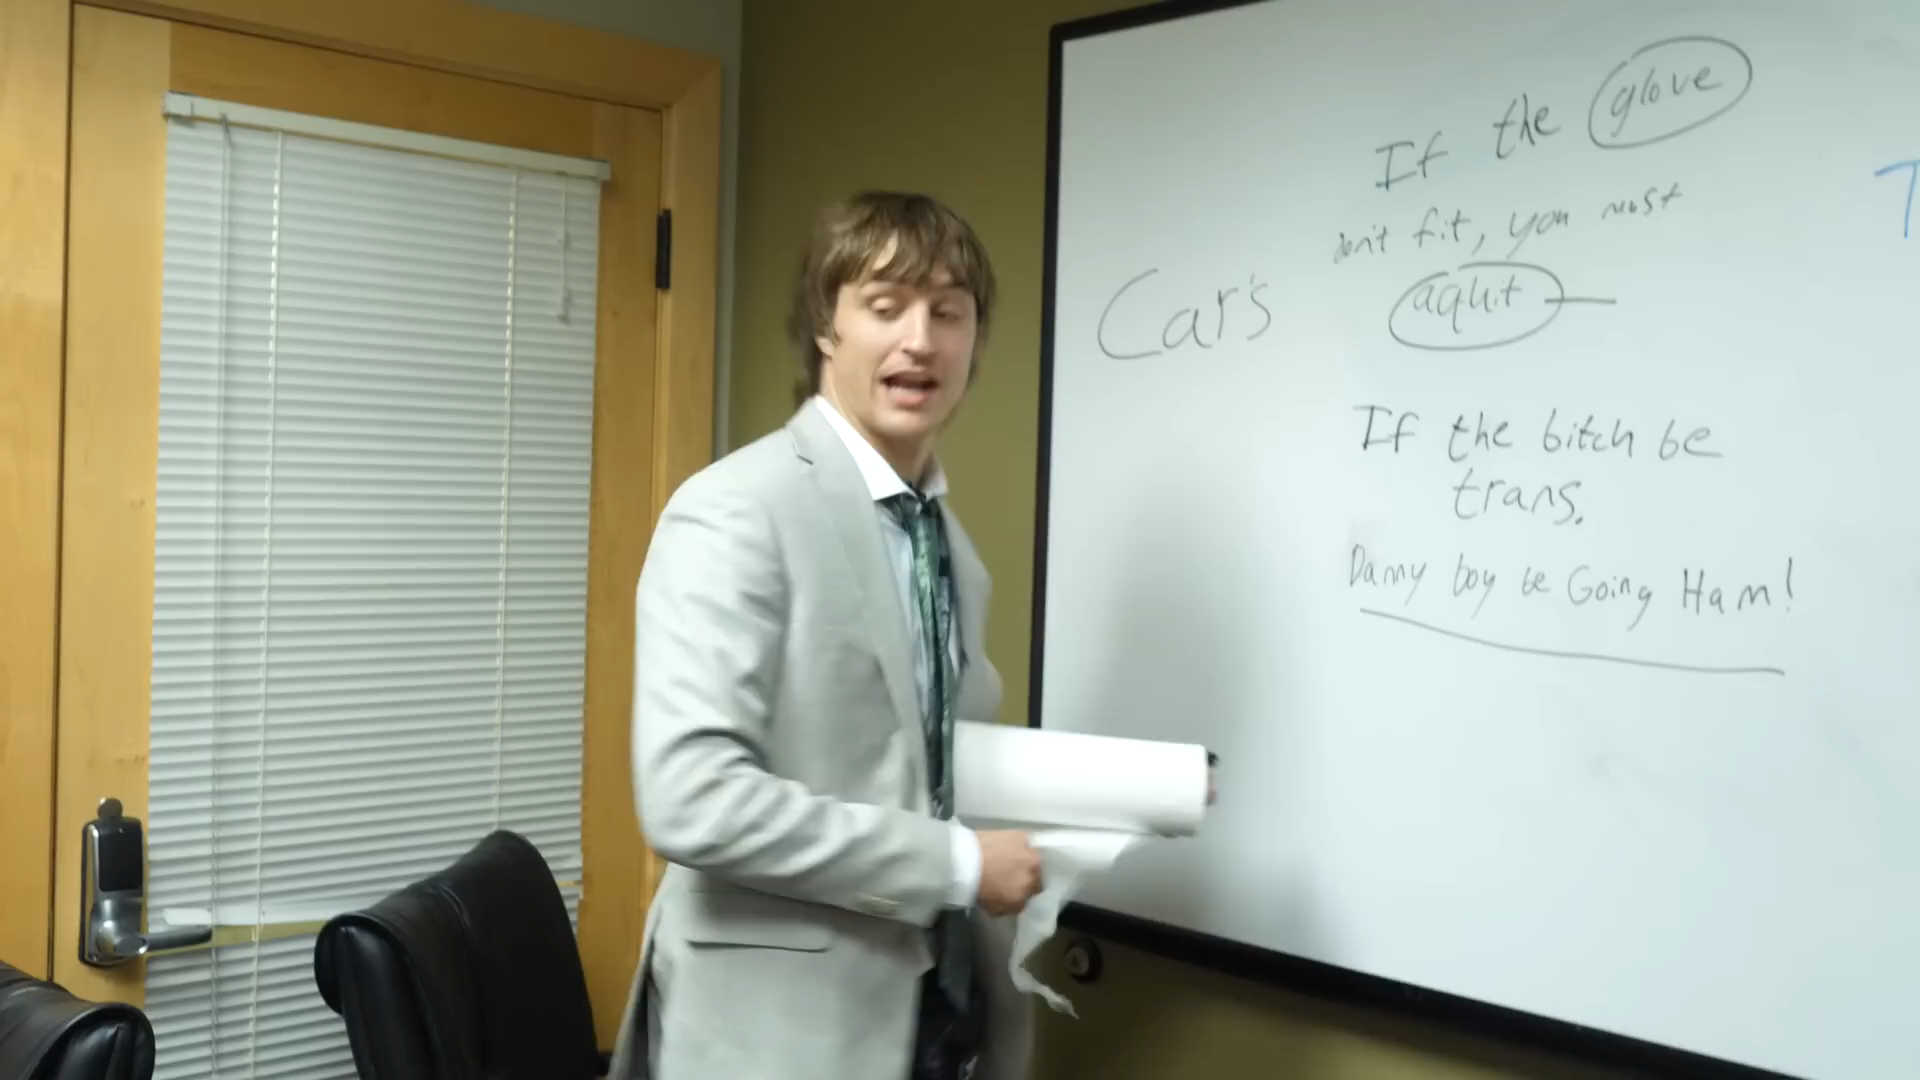 If the glove
don't fit, you must
Car's
aquit
If the bitch be
trans.
Danny boy be Going Ham!
T